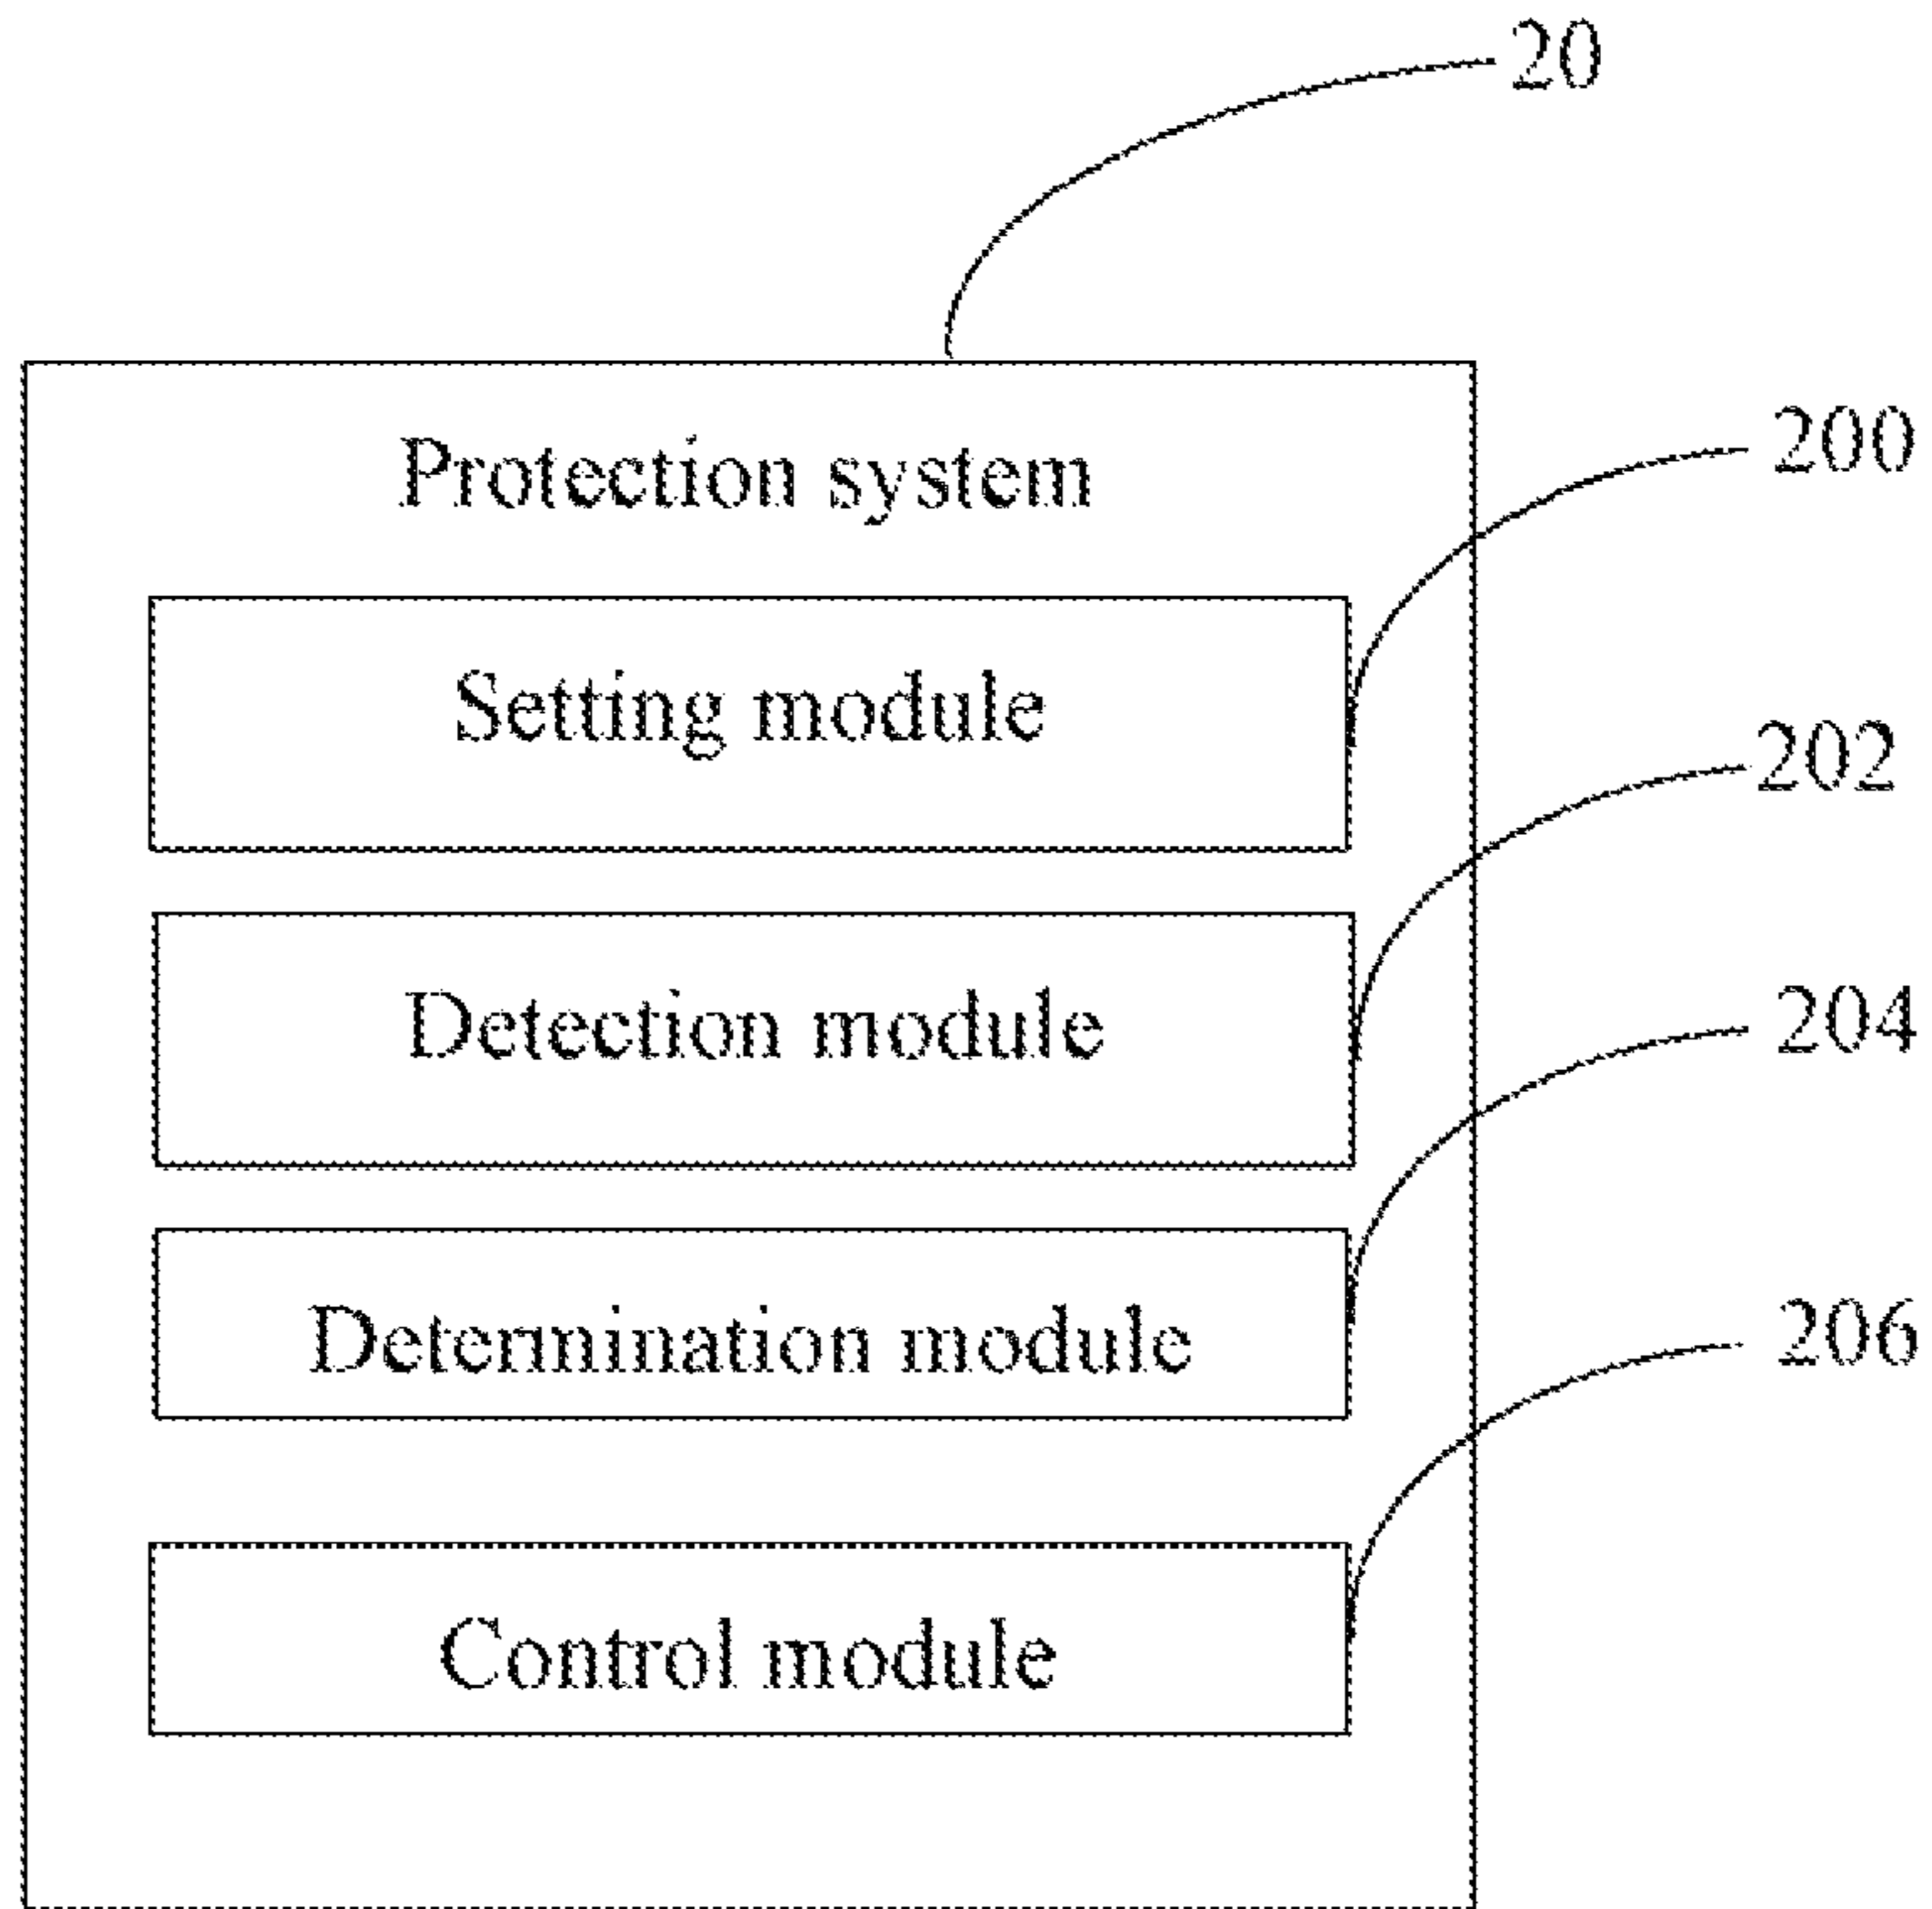 20
Protection system
200
Setting module
202
Detection module
204
Determination module
206
Control module